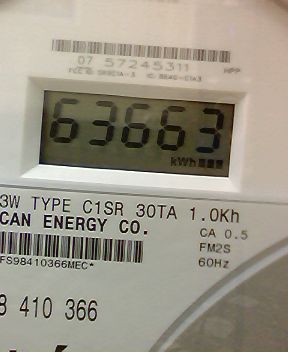 07 57245311
HPP
63663
kWh
3W TYPE C1SR 30TA 1.0Kh
CAN ENERGY CO.
CA 0.5
FM2S
60Hz
FS98410366MEC*
8 410 366